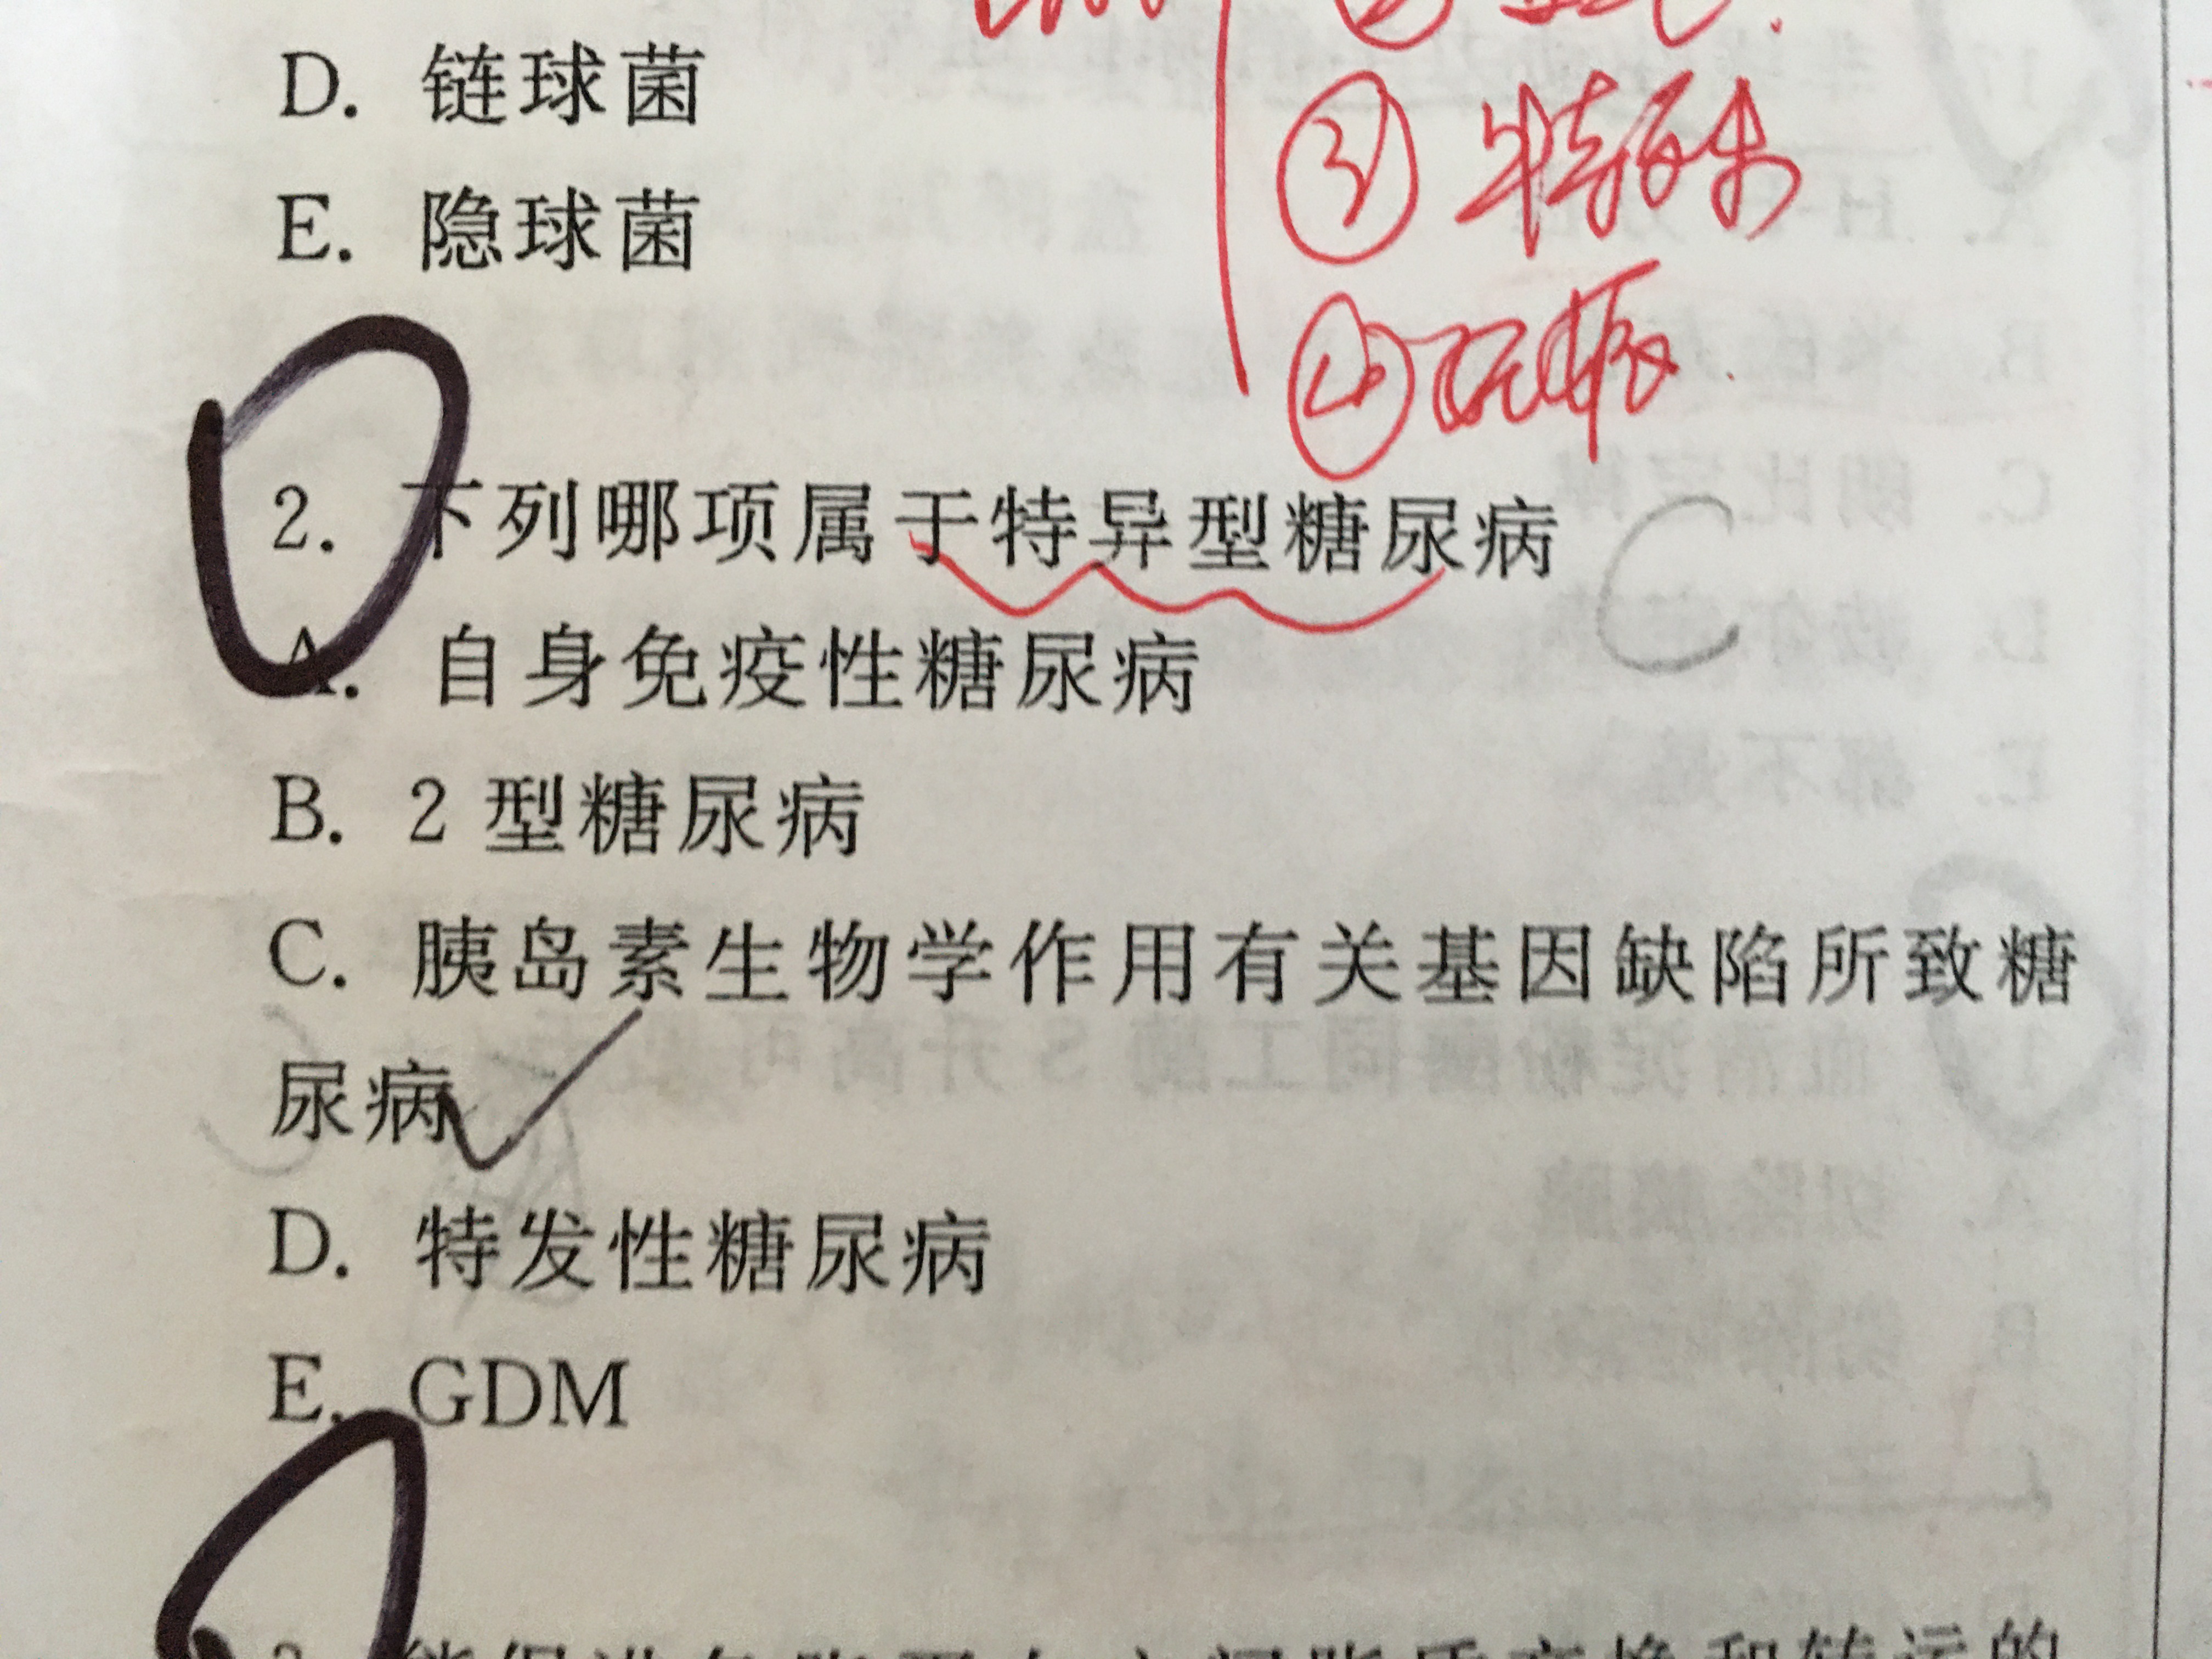 D. 链球菌
③ 特殊
E. 隐球菌
④
2. 下列哪项属于特异型糖尿病 C
A. 自身免疫性糖尿病
B. 2 型糖尿病
C. 胰岛素生物学作用有关基因缺陷所致糖
尿病
D. 特发性糖尿病
E. GDM